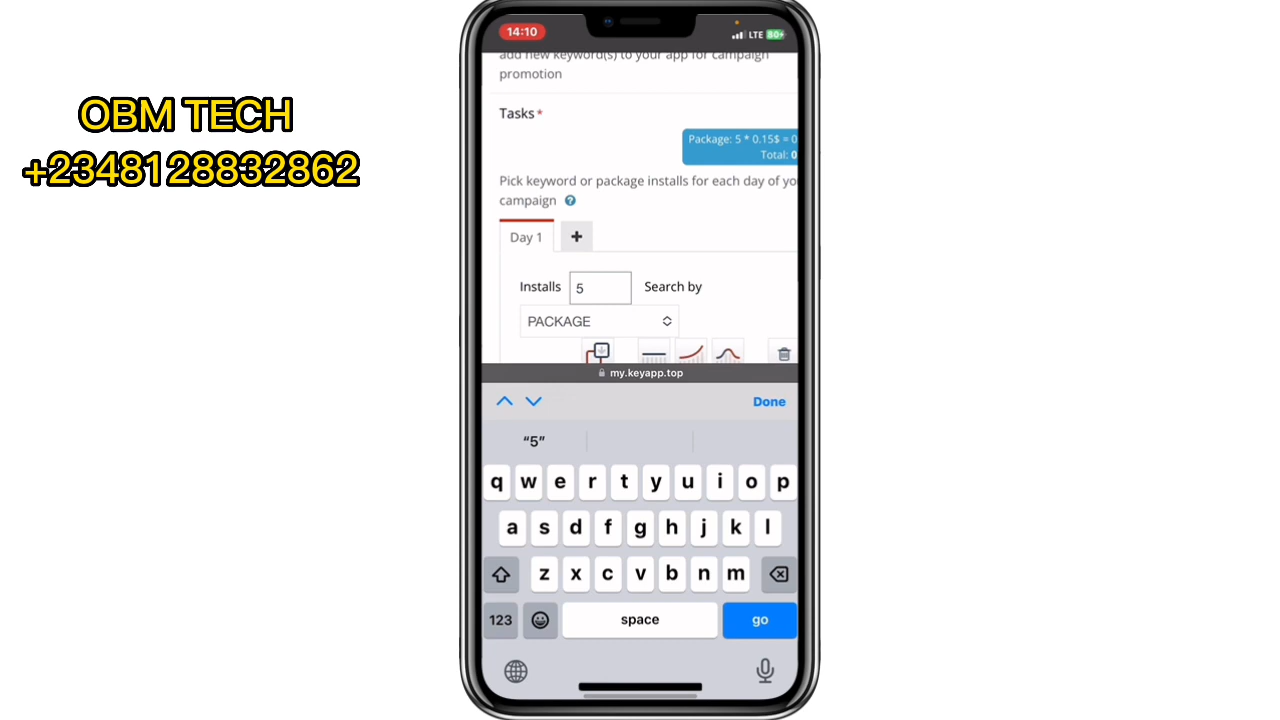 OBM TECH
+2348128832862
14:10
LTE 80+
add new keyword(s) to your app for campaign
promotion
Tasks *
Package: 5 * 0.15$ = 0
Total: 0
Pick keyword or package installs for each day of yo
campaign ?
Day 1 +
Installs 5 Search by
PACKAGE
my.keyapp.top
Done
“5”
q w e r t y u i o p
a s d f g h j k l
z x c v b n m
123 space go